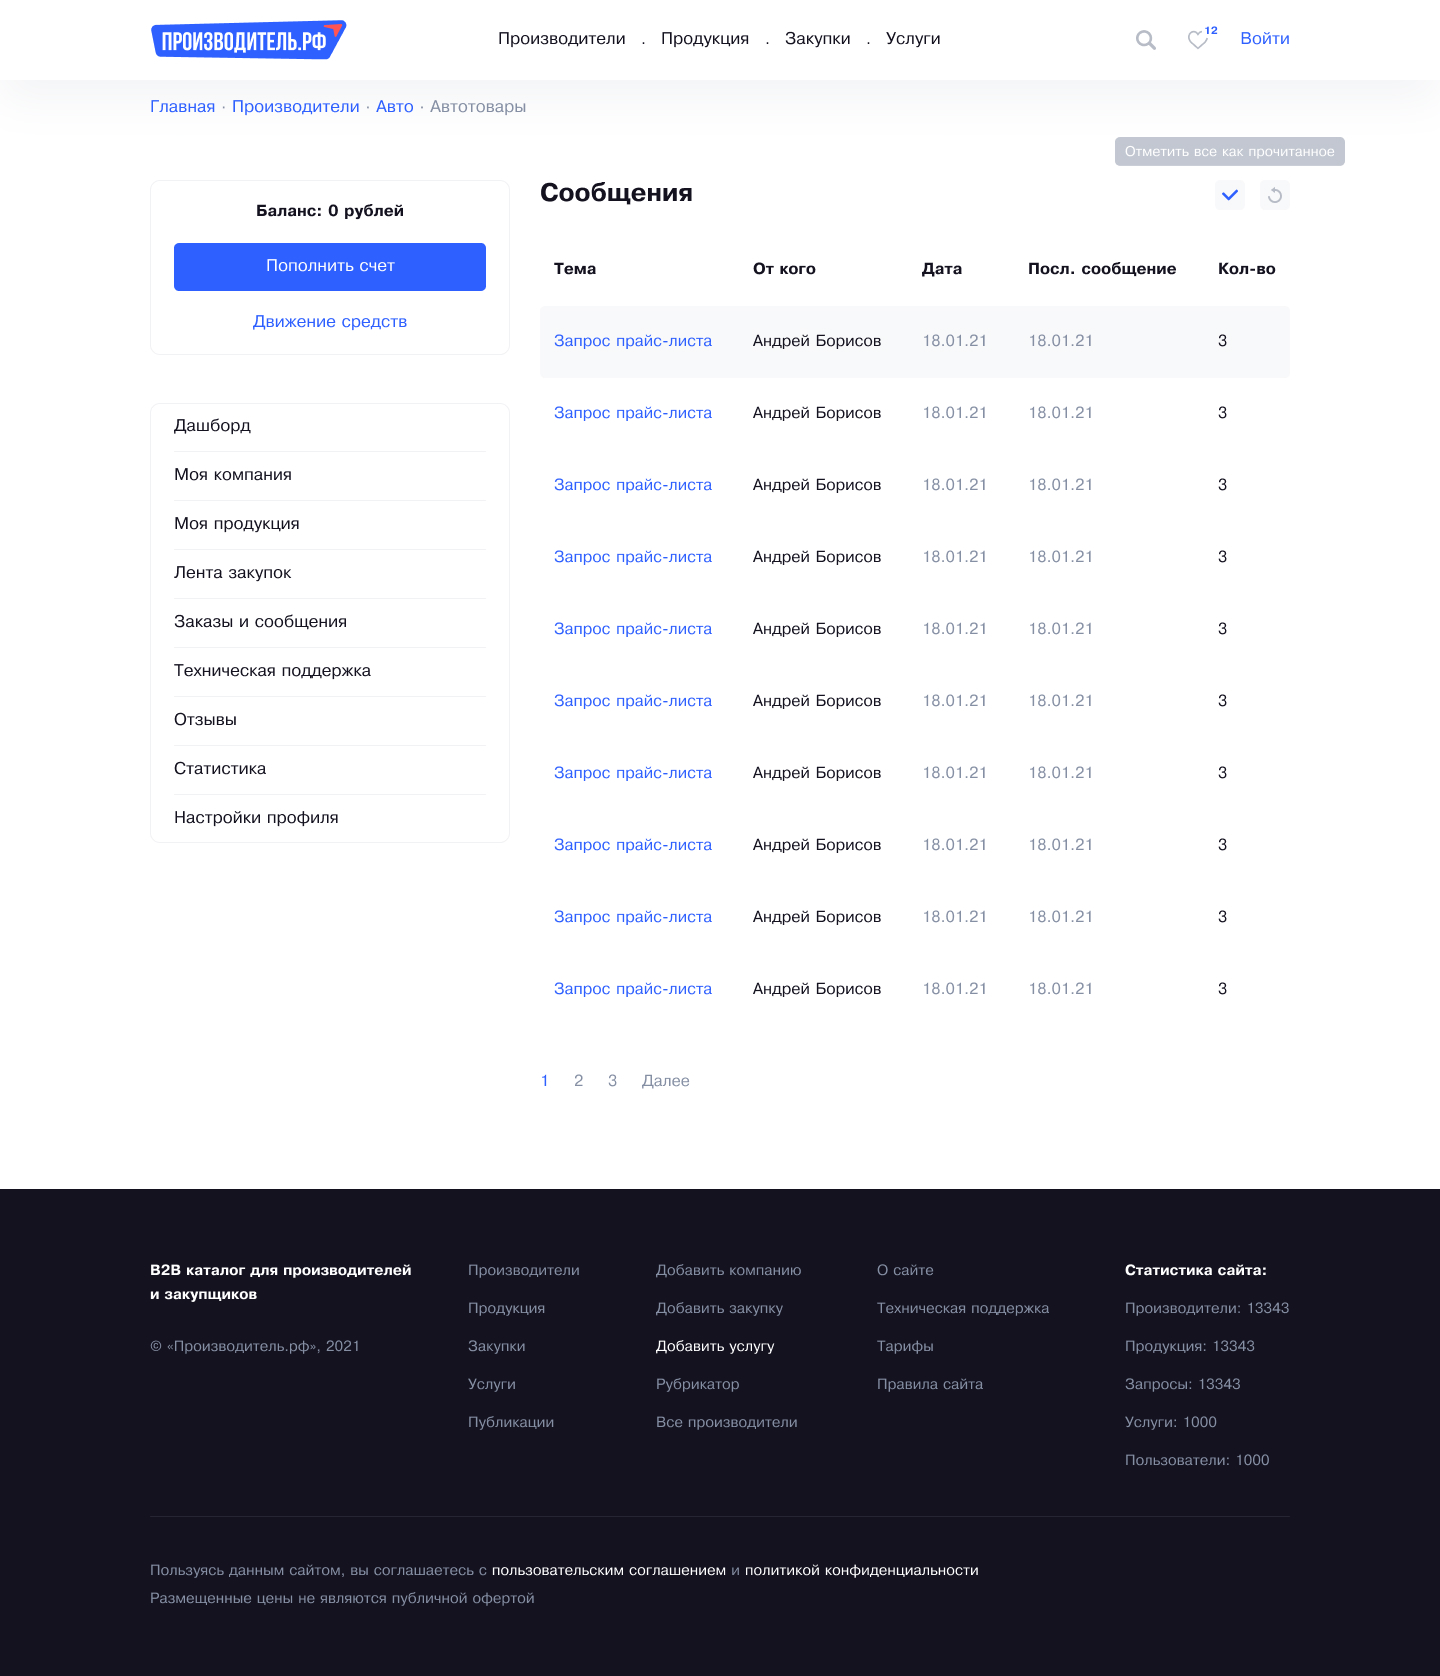 ПРОИЗВОДИТЕЛЬ.РФ
Производители . Продукция . Закупки . Услуги
12
Войти
Главная · Производители · Авто · Автотовары
Отметить все как прочитанное
Баланс: 0 рублей
Пополнить счет
Движение средств
Дашборд
Моя компания
Моя продукция
Лента закупок
Заказы и сообщения
Техническая поддержка
Отзывы
Статистика
Настройки профиля
Сообщения
Тема От кого Дата Посл. сообщение Кол-во
Запрос прайс-листа Андрей Борисов 18.01.21 18.01.21 3
Запрос прайс-листа Андрей Борисов 18.01.21 18.01.21 3
Запрос прайс-листа Андрей Борисов 18.01.21 18.01.21 3
Запрос прайс-листа Андрей Борисов 18.01.21 18.01.21 3
Запрос прайс-листа Андрей Борисов 18.01.21 18.01.21 3
Запрос прайс-листа Андрей Борисов 18.01.21 18.01.21 3
Запрос прайс-листа Андрей Борисов 18.01.21 18.01.21 3
Запрос прайс-листа Андрей Борисов 18.01.21 18.01.21 3
Запрос прайс-листа Андрей Борисов 18.01.21 18.01.21 3
Запрос прайс-листа Андрей Борисов 18.01.21 18.01.21 3
1 2 3 Далее
B2B каталог для производителей
и закупщиков
© «Производитель.рф», 2021
Производители
Продукция
Закупки
Услуги
Публикации
Добавить компанию
Добавить закупку
Добавить услугу
Рубрикатор
Все производители
О сайте
Техническая поддержка
Тарифы
Правила сайта
Статистика сайта:
Производители: 13343
Продукция: 13343
Запросы: 13343
Услуги: 1000
Пользователи: 1000
Пользуясь данным сайтом, вы соглашаетесь с пользовательским соглашением и политикой конфиденциальности
Размещенные цены не являются публичной офертой